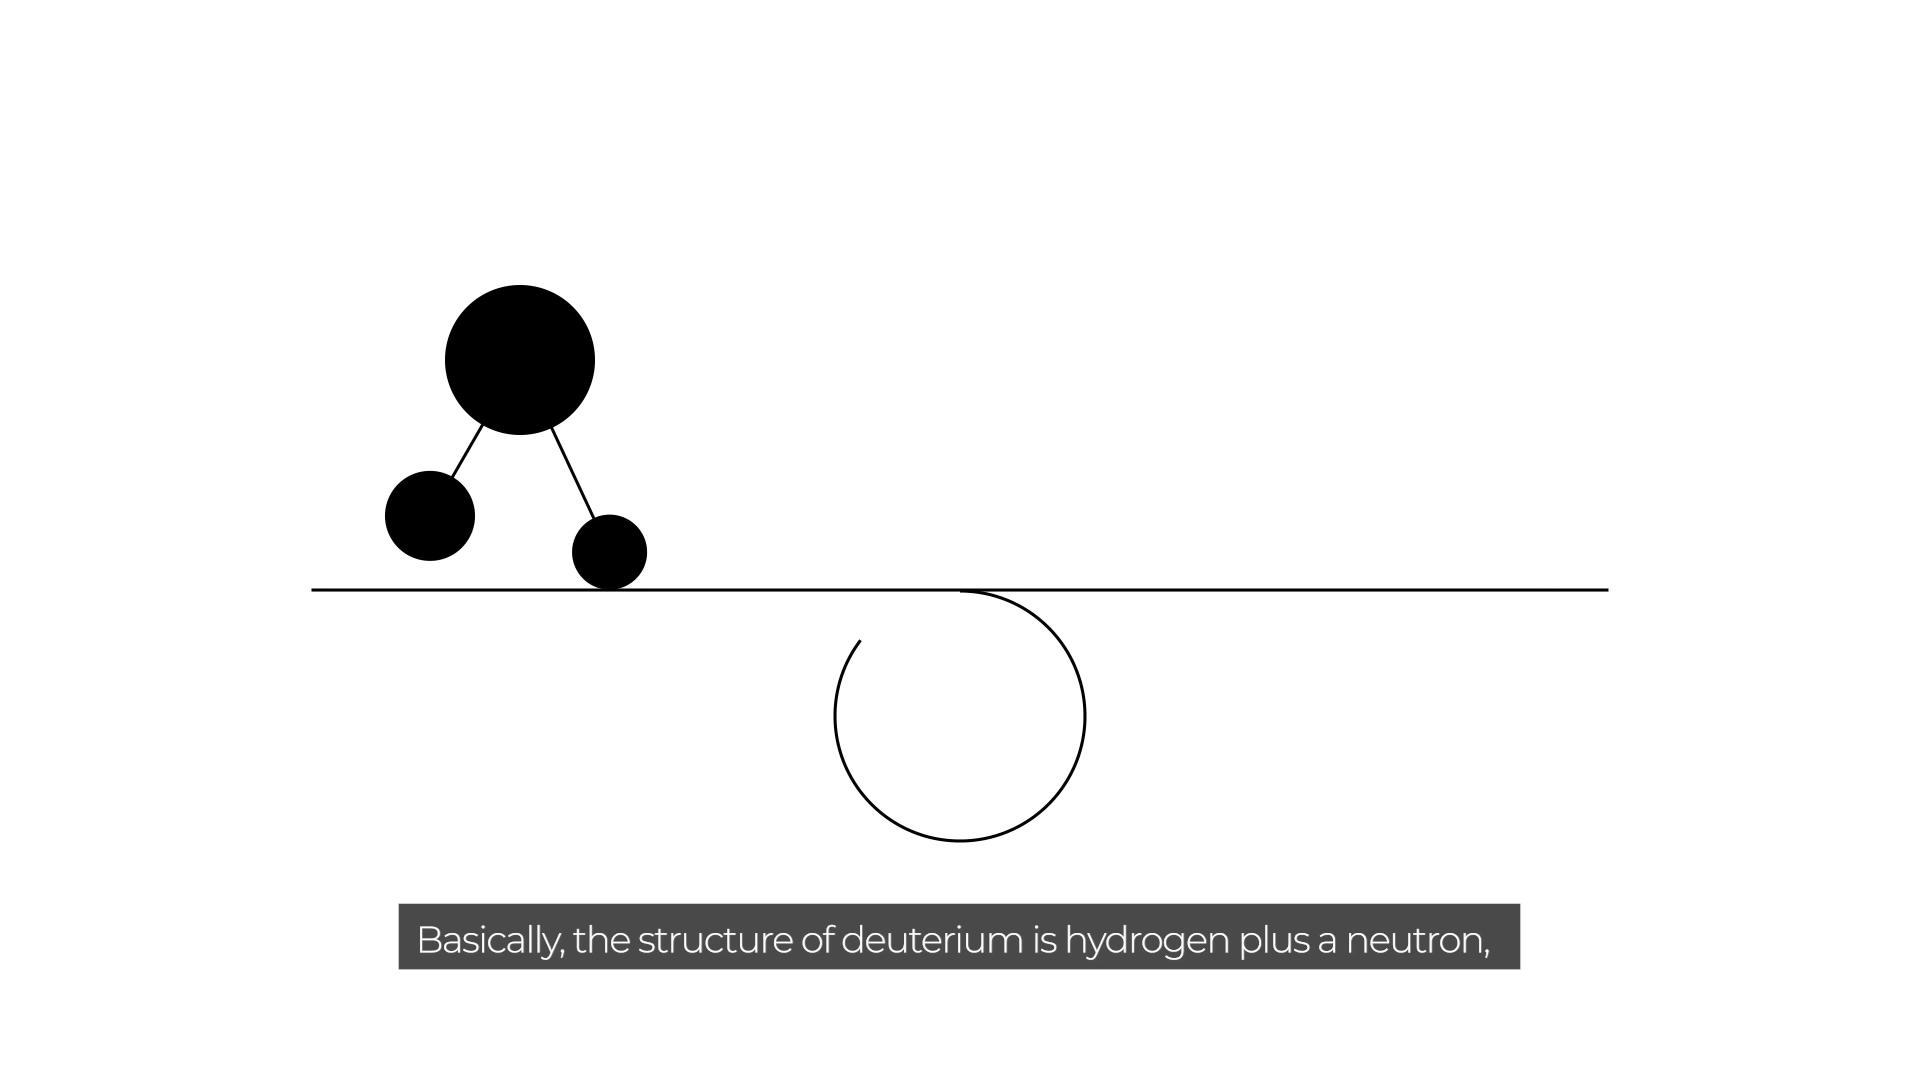 Basically, the structure of deuterium is hydrogen plus a neutron,